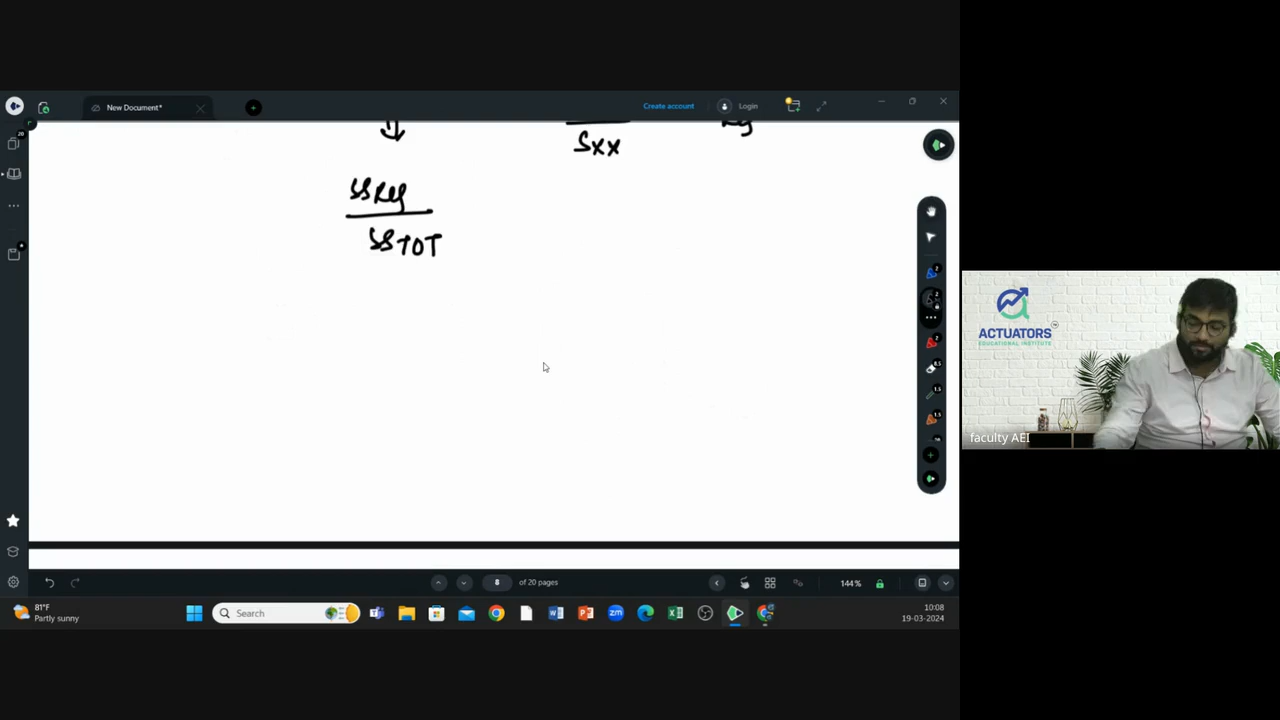 New Document*
Create account
Login
20
Sxx
SSReg
SSTOT
ACTUATORS
EDUCATIONAL INSTITUTE
faculty AEI
8 of 20 pages
144%
81°F
Partly sunny
Search
10:08
19-03-2024